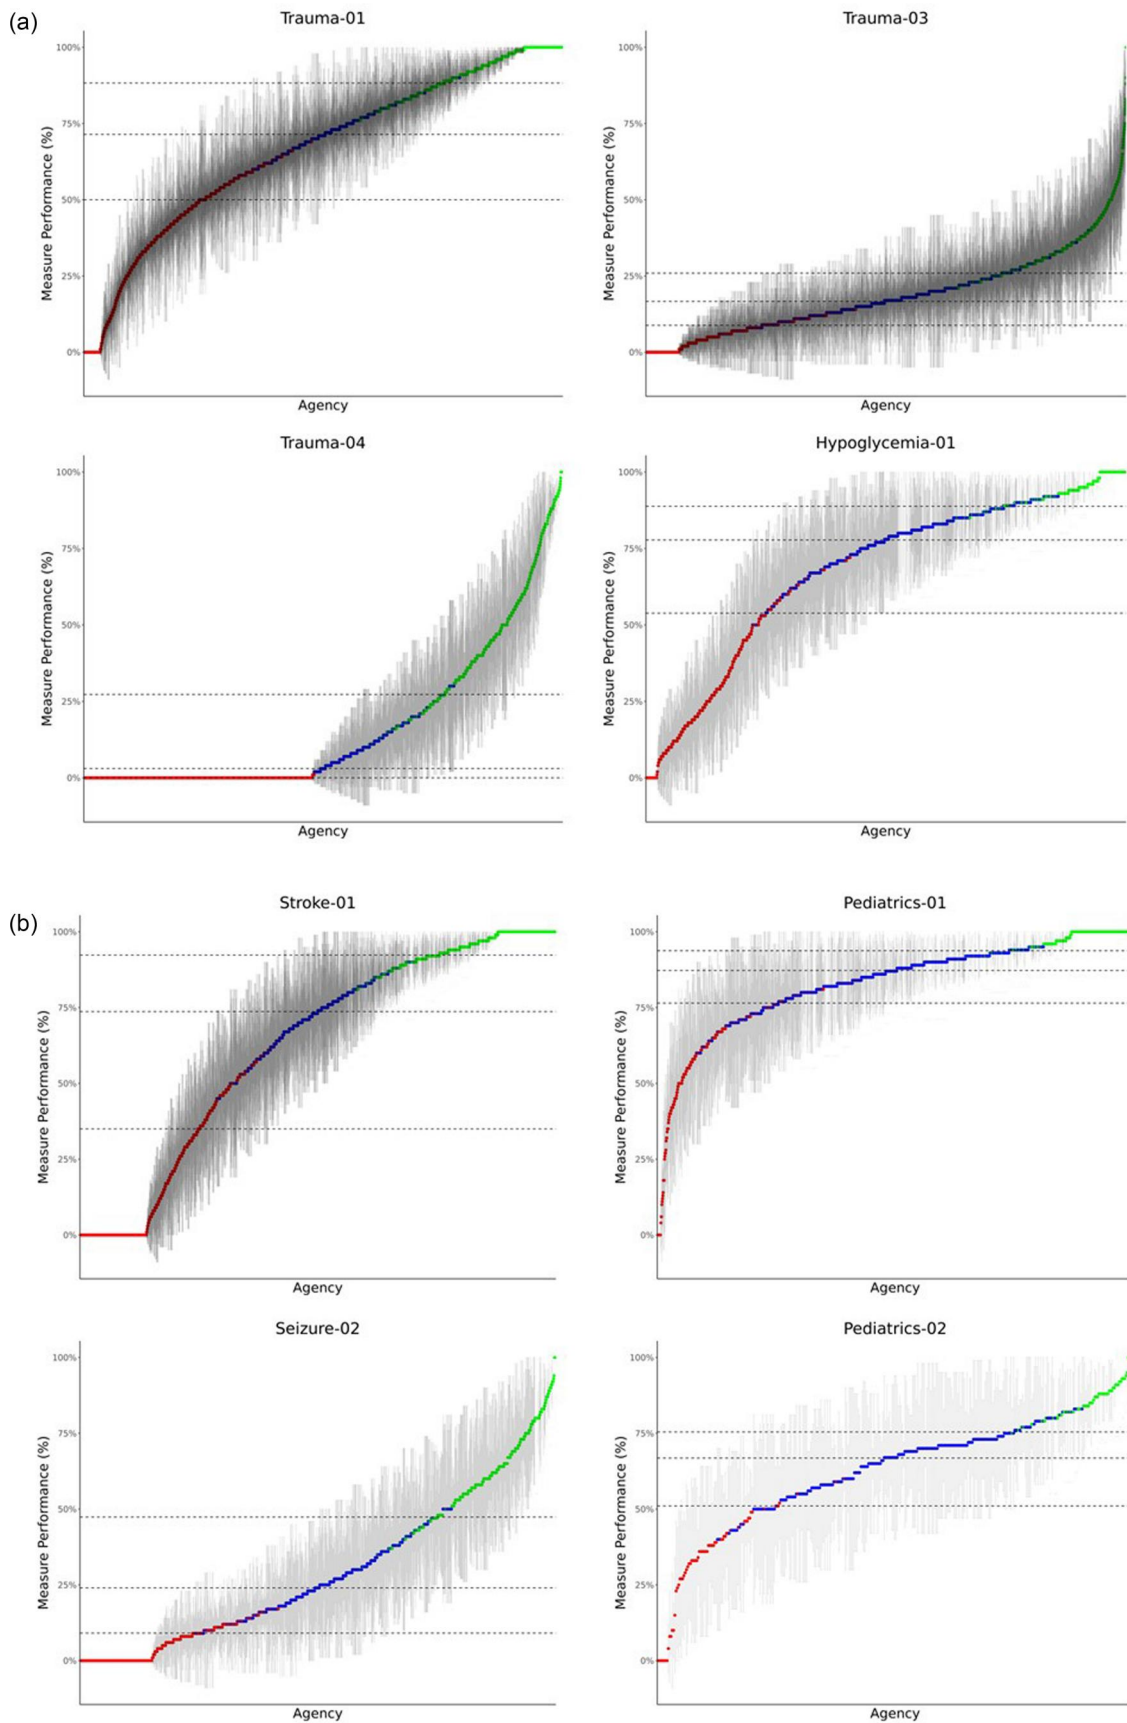 (a)
Trauma-01
Measure Performance (%)
100%
75%
50%
25%
0%
Agency
Trauma-03
Measure Performance (%)
100%
75%
50%
25%
0%
Agency
Trauma-04
Measure Performance (%)
100%
75%
50%
25%
0%
Agency
Hypoglycemia-01
Measure Performance (%)
100%
75%
50%
25%
0%
Agency
(b)
Stroke-01
Measure Performance (%)
100%
75%
50%
25%
0%
Agency
Pediatrics-01
Measure Performance (%)
100%
75%
50%
25%
0%
Agency
Seizure-02
Measure Performance (%)
100%
75%
50%
25%
0%
Agency
Pediatrics-02
Measure Performance (%)
100%
75%
50%
25%
0%
Agency